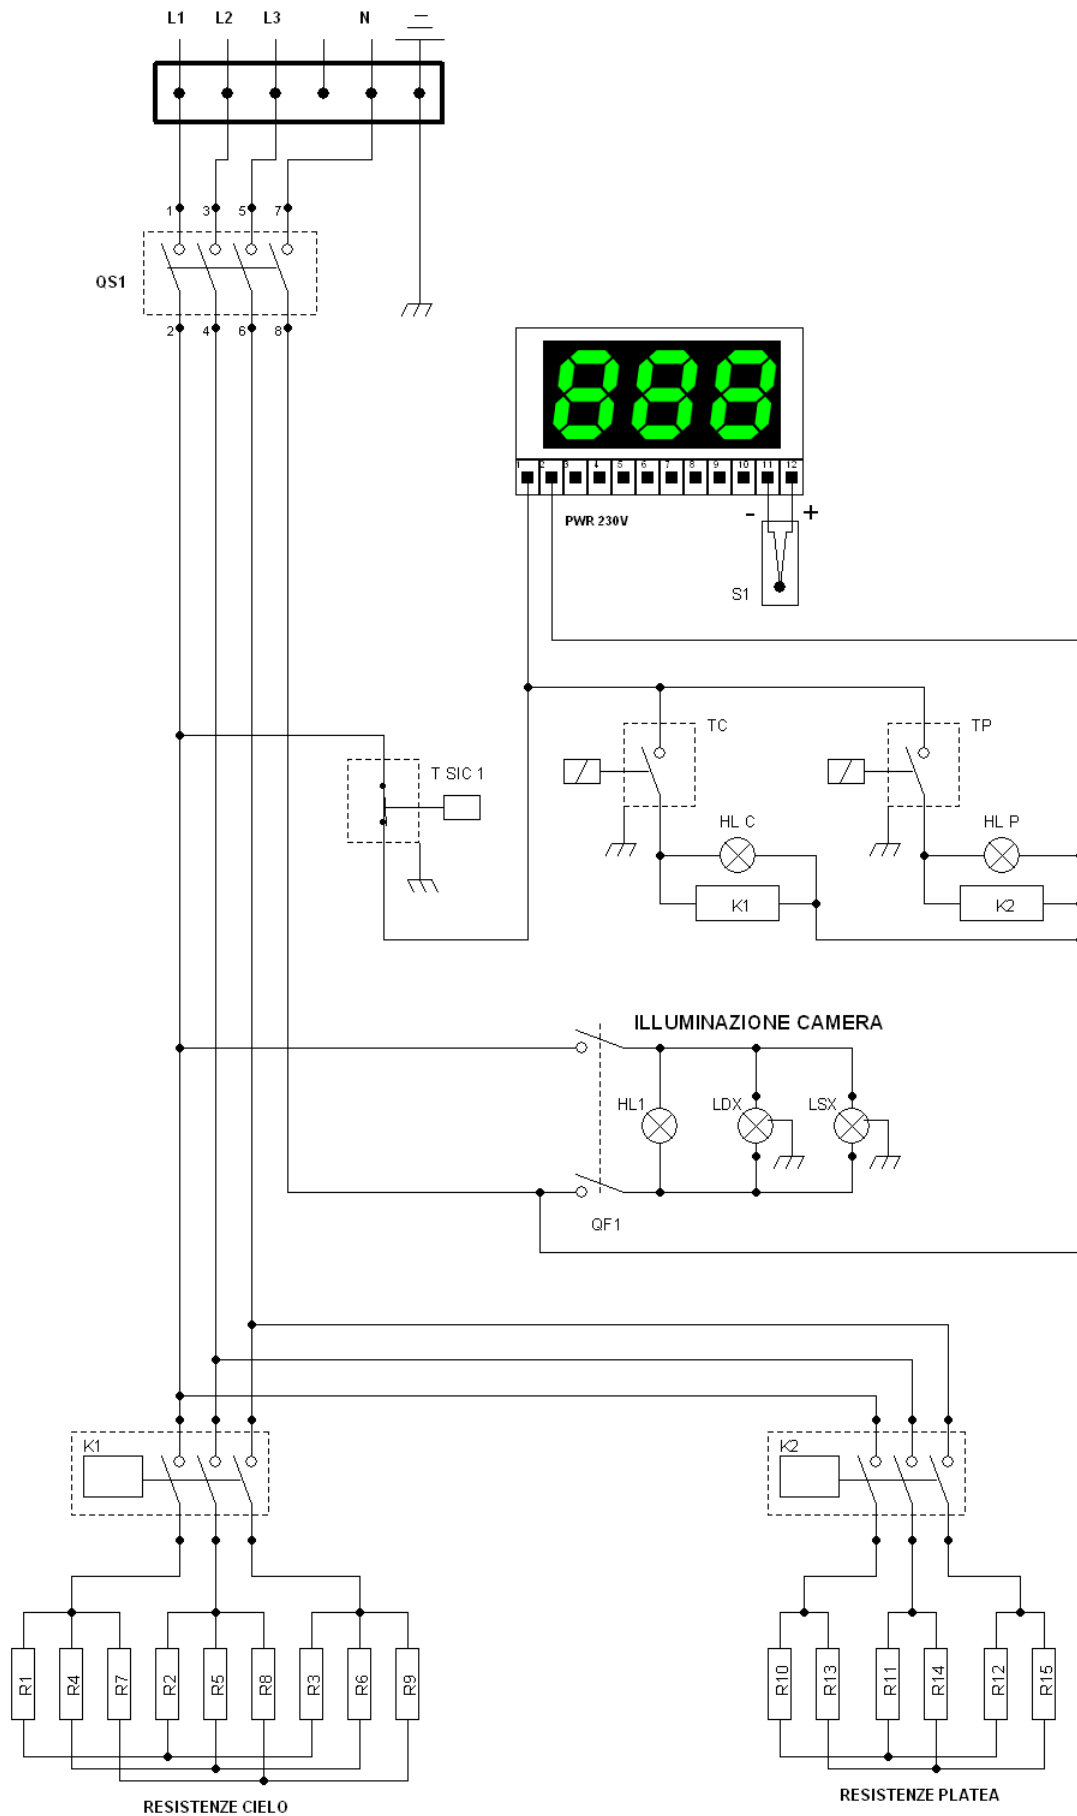 L1 L2 L3 N
1 3 5 7
QS1
2 4 6 8
888
1 2 3 4 5 6 7 8 9 10 11 12
PWR 230V - +
S1
TC TP
T SIC 1
HL C HL P
K1 K2
ILLUMINAZIONE CAMERA
HL1 LDX LSX
QF1
K1 K2
R1 R4 R7 R2 R5 R8 R3 R6 R9 R10 R13 R11 R14 R12 R15
RESISTENZE CIELO RESISTENZE PLATEA